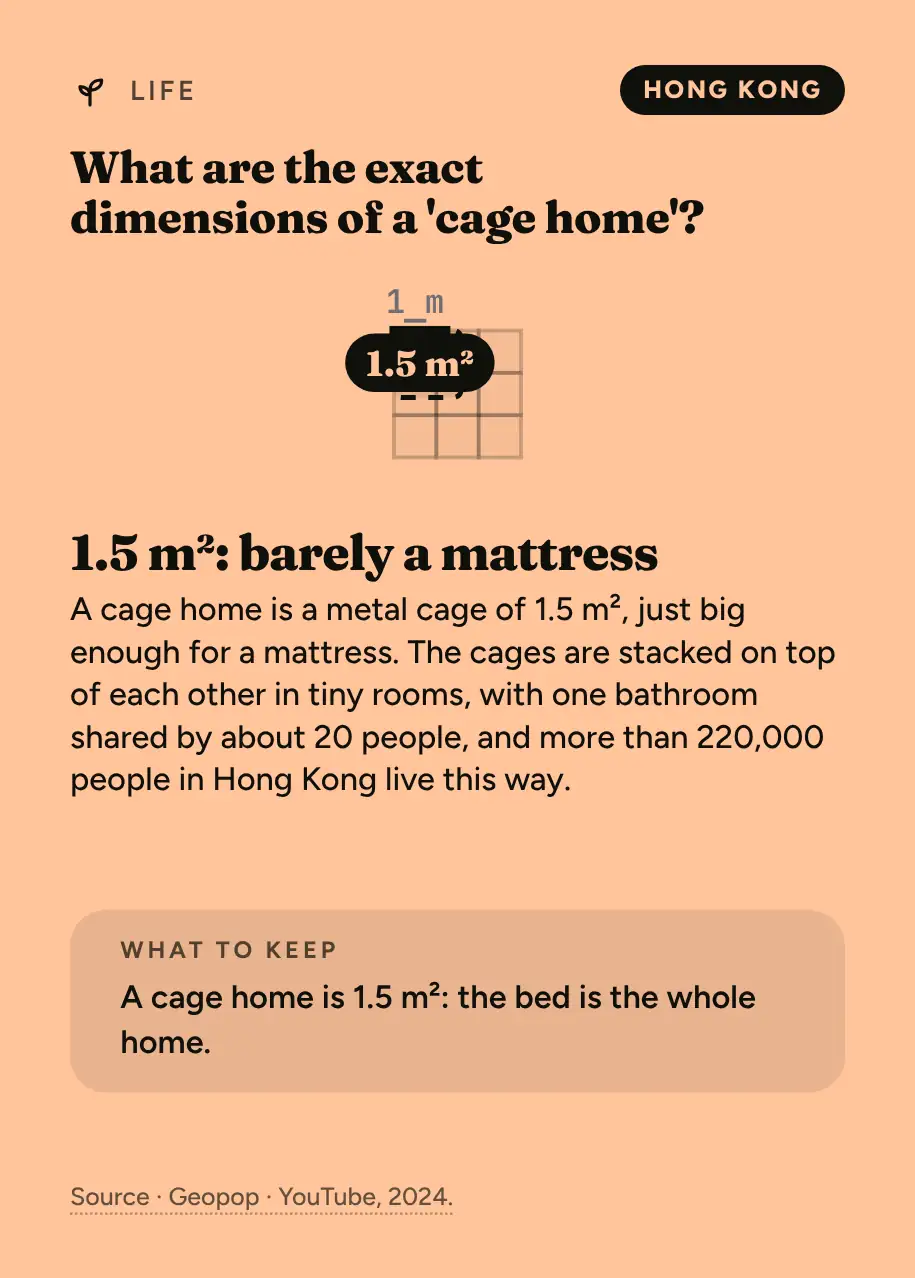 LIFE
HONG KONG
What are the exact
dimensions of a 'cage home'?
1_m
1.5 m²
1.5 m²: barely a mattress
A cage home is a metal cage of 1.5 m², just big
enough for a mattress. The cages are stacked on top
of each other in tiny rooms, with one bathroom
shared by about 20 people, and more than 220,000
people in Hong Kong live this way.
WHAT TO KEEP
A cage home is 1.5 m²: the bed is the whole
home.
Source · Geopop · YouTube, 2024.